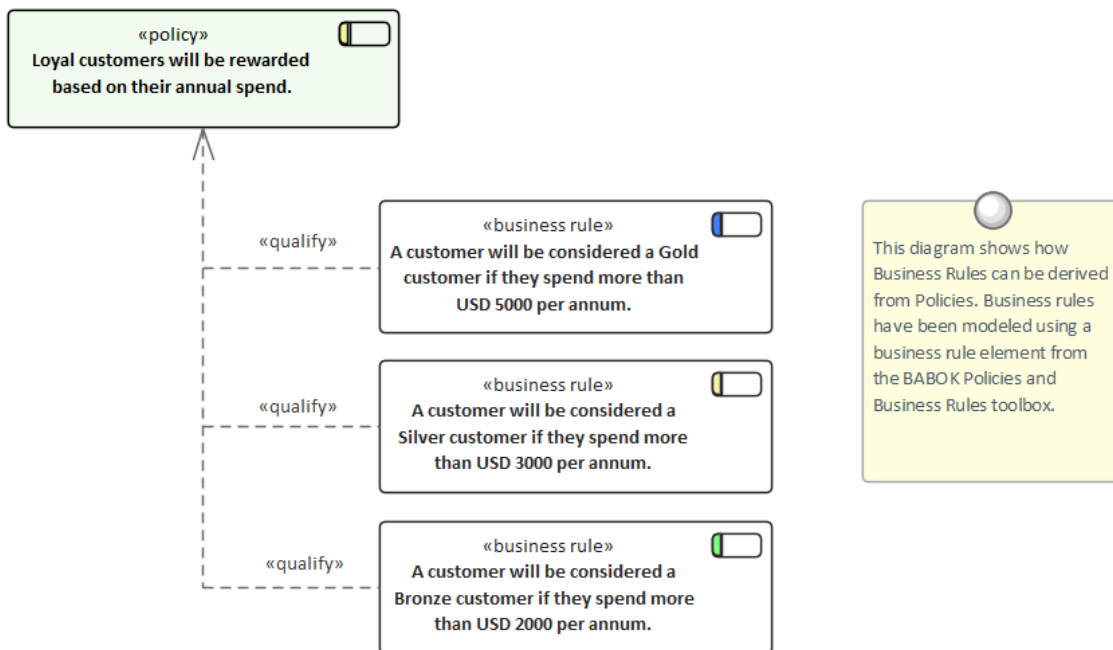 «policy»
Loyal customers will be rewarded
based on their annual spend.
«qualify»
«business rule»
A customer will be considered a Gold
customer if they spend more than
USD 5000 per annum.
«qualify»
«business rule»
A customer will be considered a
Silver customer if they spend more
than USD 3000 per annum.
«qualify»
«business rule»
A customer will be considered a
Bronze customer if they spend more
than USD 2000 per annum.
This diagram shows how
Business Rules can be derived
from Policies. Business rules
have been modeled using a
business rule element from
the BABOK Policies and
Business Rules toolbox.